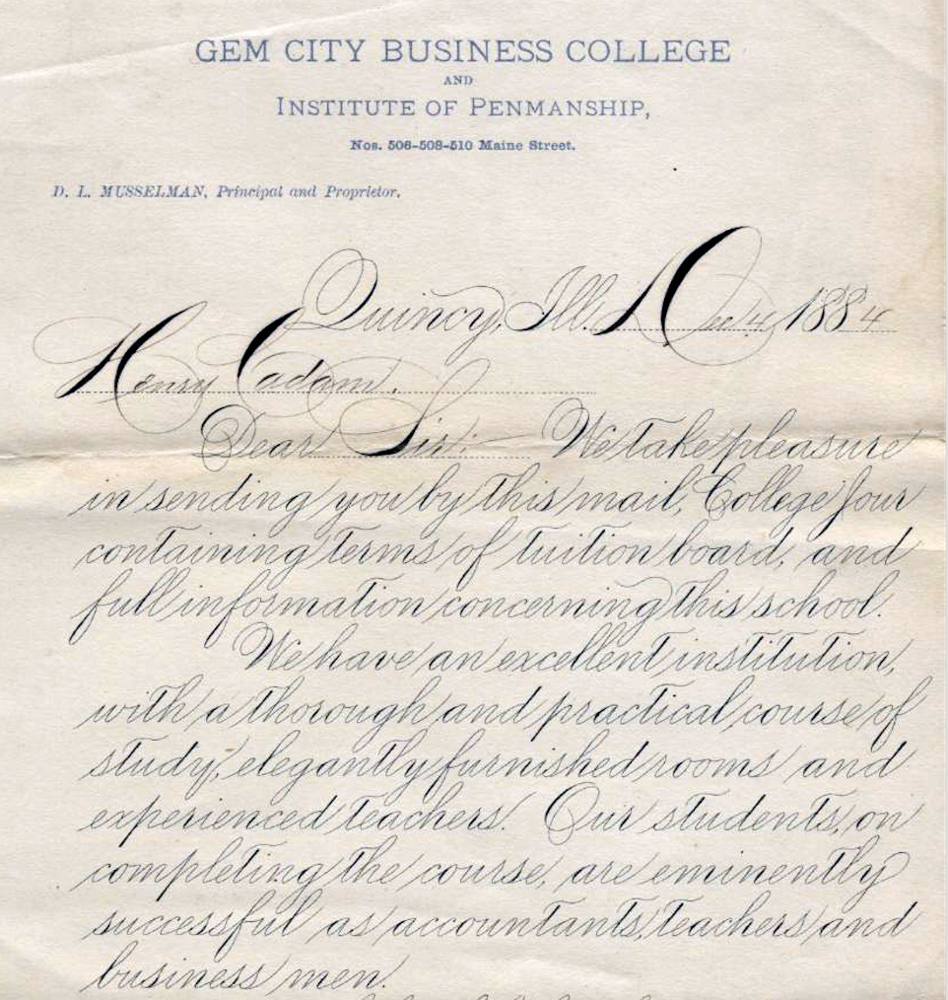 GEM CITY BUSINESS COLLEGE
AND
INSTITUTE OF PENMANSHIP,
Nos. 506-508-510 Maine Street.
D. L. MUSSELMAN, Principal and Proprietor.
Quincy, Ill. Dec 4, 1884
Henry Cadam.
Dear Sir:— We take pleasure
in sending you by this mail, College Jour
containing terms of tuition board, and
full information concerning this school.
We have an excellent institution,
with a thorough and practical course of
study, elegantly furnished rooms and
experienced teachers. Our students, on
completing the course, are eminently
successful as accountants, teachers and
business men.